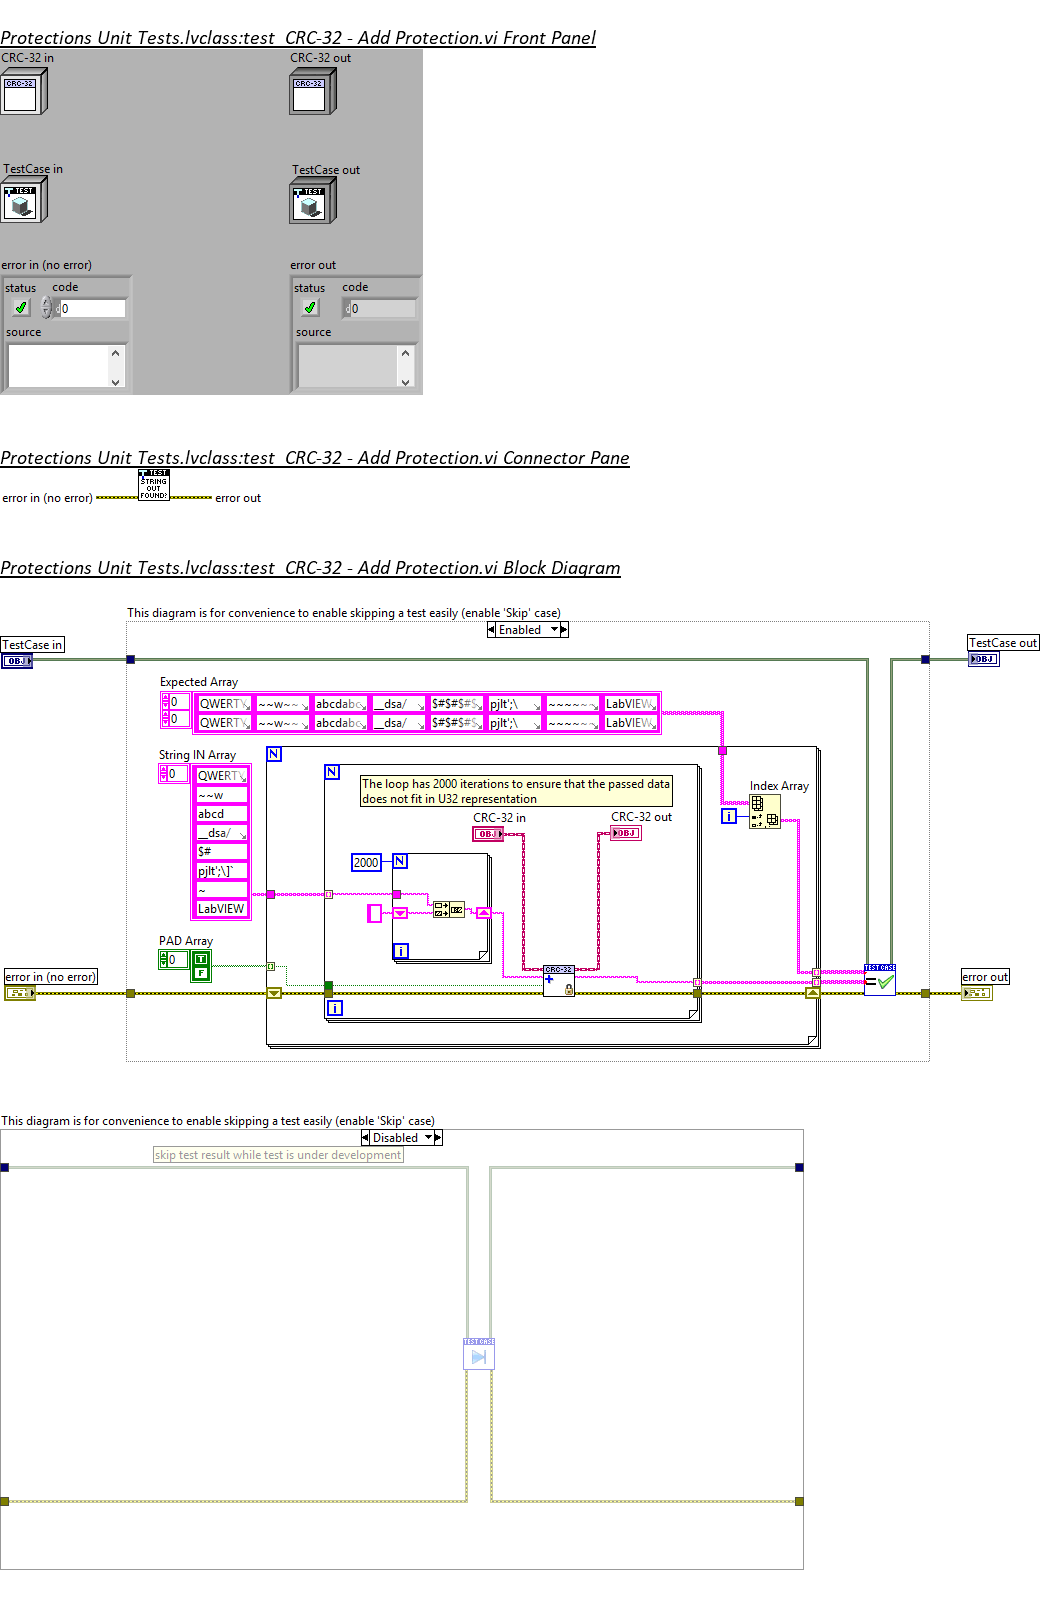 Protections Unit Tests.lvclass:test  CRC-32 - Add Protection.vi Front Panel
CRC-32 in
CRC-32 out
CRC-32
CRC-32
TestCase in
TestCase out
TEST
TEST
error in (no error)
error out
status
code
status
code
0
0
source
source
Protections Unit Tests.lvclass:test  CRC-32 - Add Protection.vi Connector Pane
TEST
STRING
OUT
FOUND?
error in (no error)
error out
Protections Unit Tests.lvclass:test  CRC-32 - Add Protection.vi Block Diagram
This diagram is for convenience to enable skipping a test easily (enable 'Skip' case)
Enabled
TestCase in
OBJ
TestCase out
OBJ
Expected Array
0 QWERTY ~~w~~ abcdabc __dsa/ $#$#$#$ pjlt';\ ~~~~~~ LabVIEW
0 QWERTY ~~w~~ abcdabc __dsa/ $#$#$#$ pjlt';\ ~~~~~~ LabVIEW
String IN Array
0
QWERTY
~~w
abcd
__dsa/
$#
pjlt';\]`
~
LabVIEW
N
N
The loop has 2000 iterations to ensure that the passed data
does not fit in U32 representation
Index Array
i
CRC-32 in
OBJ
CRC-32 out
OBJ
2000
N
i
PAD Array
0
T
F
CRC-32
TEST CASE
error in (no error)
error out
i
This diagram is for convenience to enable skipping a test easily (enable 'Skip' case)
Disabled
skip test result while test is under development
TEST CASE